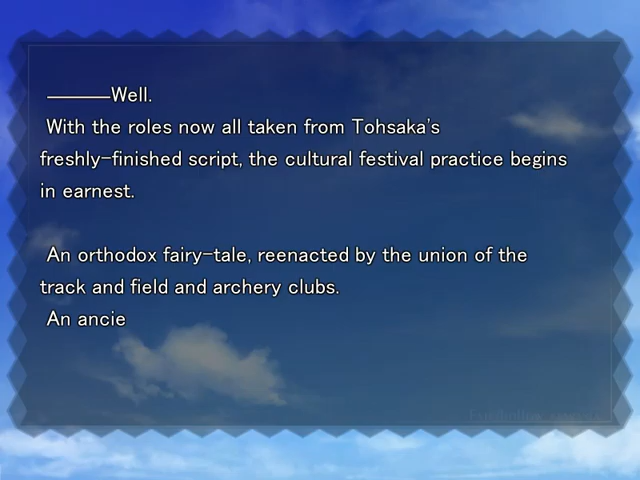 ———Well.
With the roles now all taken from Tohsaka's
freshly-finished script, the cultural festival practice begins
in earnest.
An orthodox fairy-tale, reenacted by the union of the
track and field and archery clubs.
An ancie